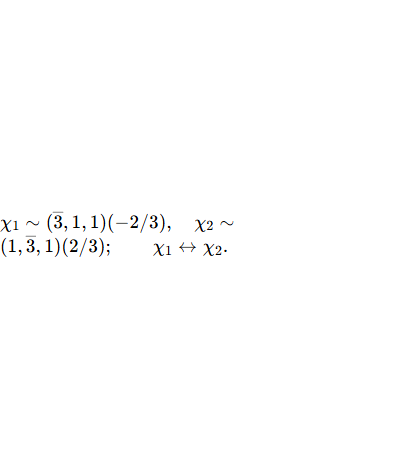 χ₁ ∼ (3̅, 1, 1)(−2/3), χ₂ ∼
(1, 3̅, 1)(2/3); χ₁ ↔ χ₂.